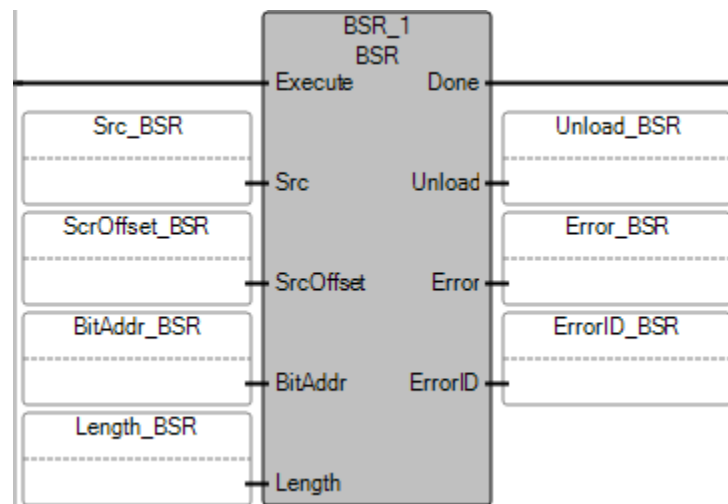 BSR_1
BSR
Execute Done
Src_BSR Unload_BSR
Src Unload
ScrOffset_BSR Error_BSR
SrcOffset Error
BitAddr_BSR ErrorID_BSR
BitAddr ErrorID
Length_BSR
Length